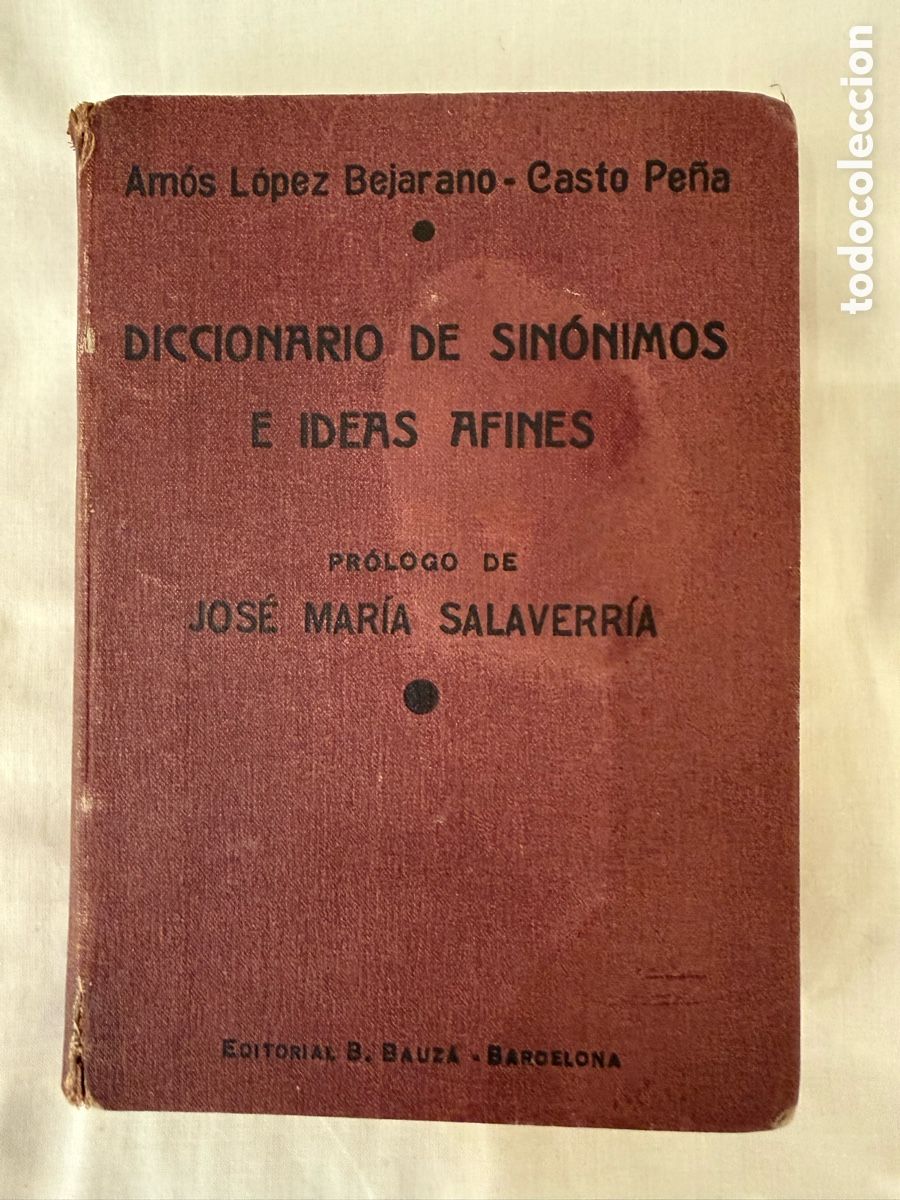 Amós López Bejarano - Casto Peña
DICCIONARIO DE SINÓNIMOS
E IDEAS AFINES
PRÓLOGO DE
JOSÉ MARÍA SALAVERRÍA
EDITORIAL B. BAUZÁ - BARCELONA
todocoleccion